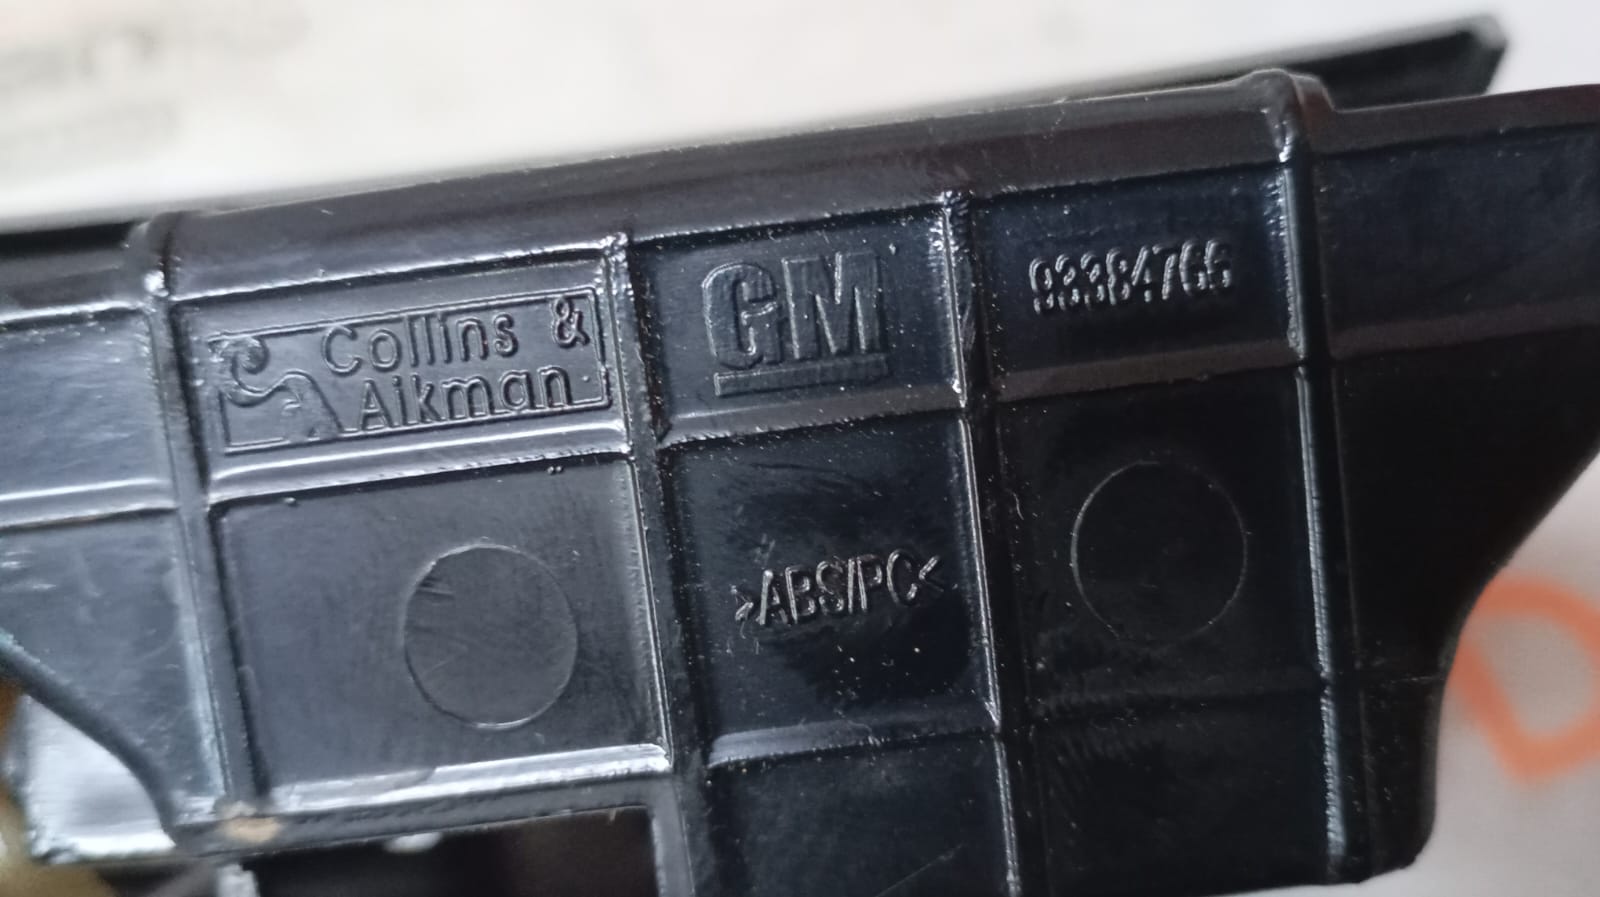 Collins &
Aikman
GM
93384766
>ABS/PC<